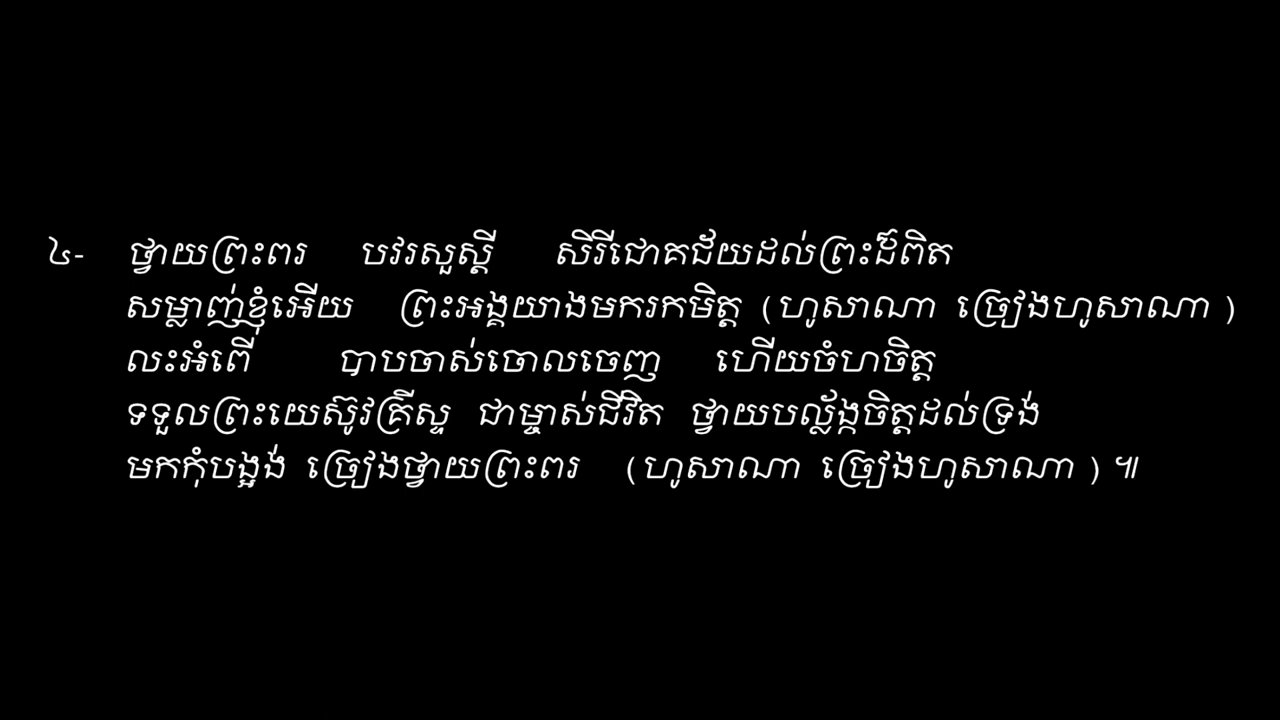 ៤- ថ្វាយព្រះពរ បវរសួស្តី សិរីជោគជ័យដល់ព្រះដ៏ពិត
សម្លាញ់ខ្ញុំអើយ ព្រះអង្គយាងមករកមិត្ត (ហូសាណា ច្រៀងហូសាណា )
លះអំពើ បាបចាស់ចោលចេញ ហើយចំហចិត្ត
ទទួលព្រះយេស៊ូវគ្រីស្ទ ជាម្ចាស់ជីវិត ថ្វាយបល្ល័ង្កចិត្តដល់ទ្រង់
មកកុំបង្អង់ ច្រៀងថ្វាយព្រះពរ (ហូសាណា ច្រៀងហូសាណា ) ៕